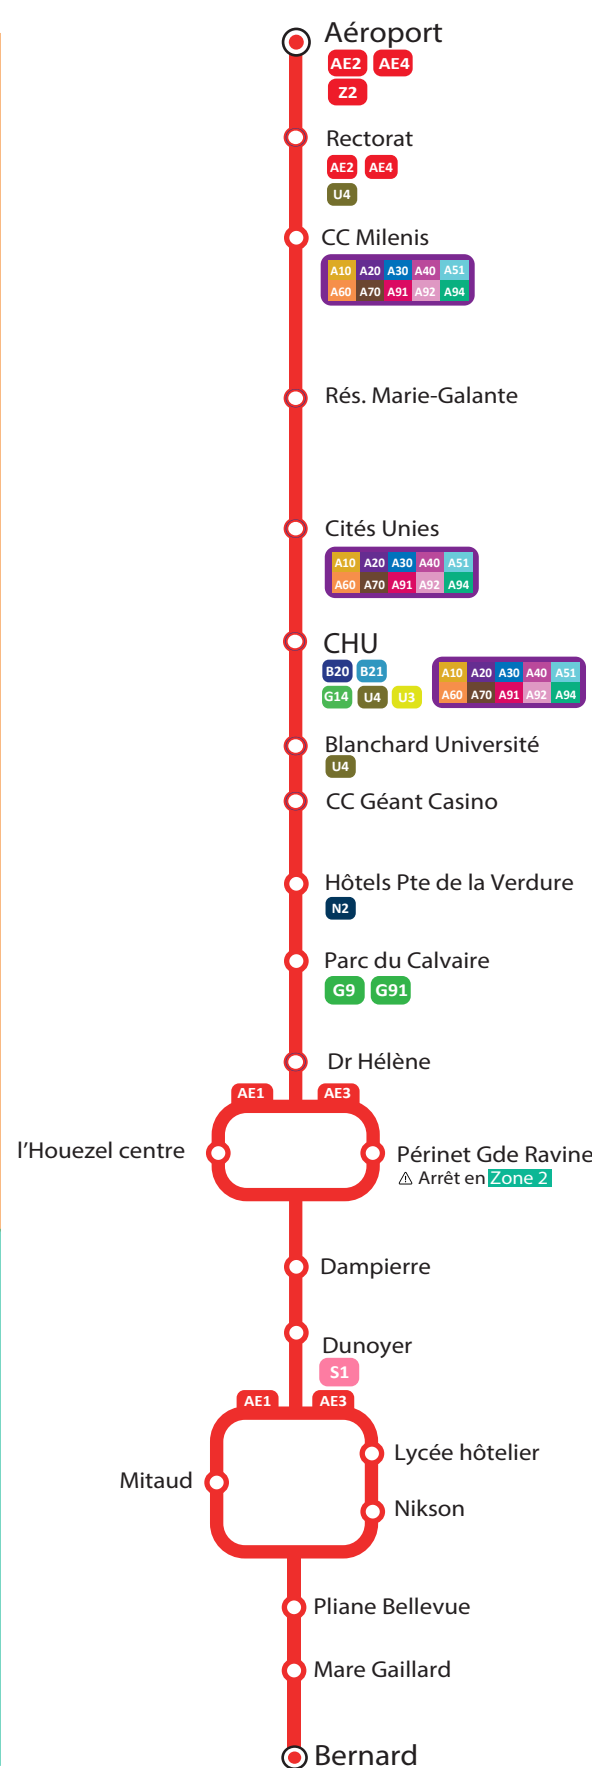 Aéroport
AE2 AE4
Z2
Rectorat
AE2 AE4
U4
CC Milenis
A10 A20 A30 A40 A51
A60 A70 A91 A92 A94
Rés. Marie-Galante
Cités Unies
A10 A20 A30 A40 A51
A60 A70 A91 A92 A94
CHU
B20 B21
G14 U4 U3
A10 A20 A30 A40 A51
A60 A70 A91 A92 A94
Blanchard Université
U4
CC Géant Casino
Hôtels Pte de la Verdure
N2
Parc du Calvaire
G9 G91
Dr Hélène
AE1 AE3
l'Houezel centre
Périnet Gde Ravine
⚠ Arrêt en Zone 2
Dampierre
Dunoyer
S1
AE1 AE3
Lycée hôtelier
Mitaud
Nikson
Pliane Bellevue
Mare Gaillard
Bernard